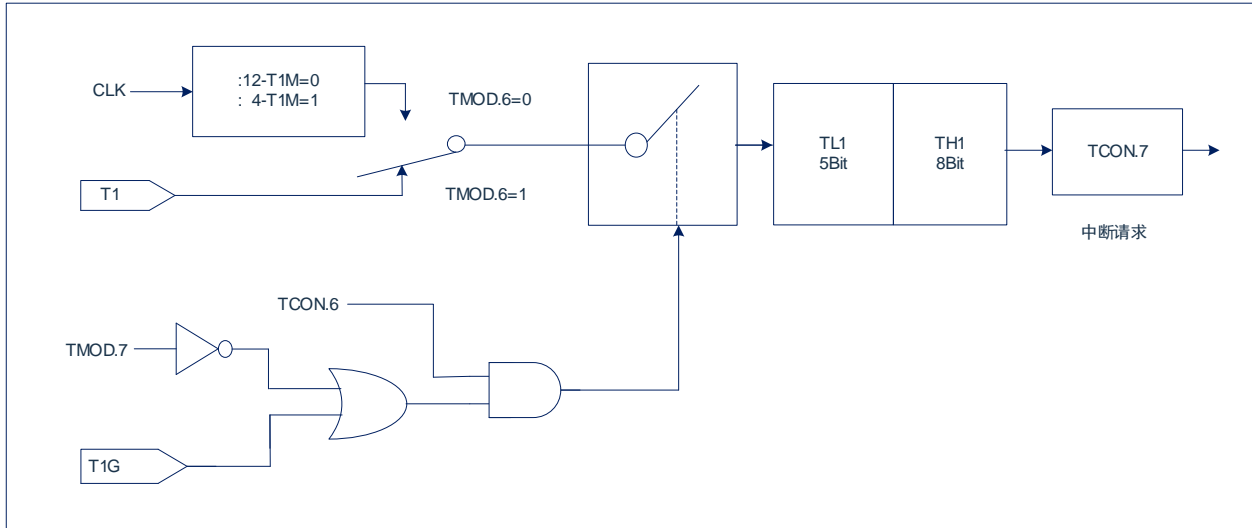 CLK
:12-T1M=0
: 4-T1M=1
TMOD.6=0
T1
TMOD.6=1
TL1
5Bit
TH1
8Bit
TCON.7
中断请求
TCON.6
TMOD.7
T1G